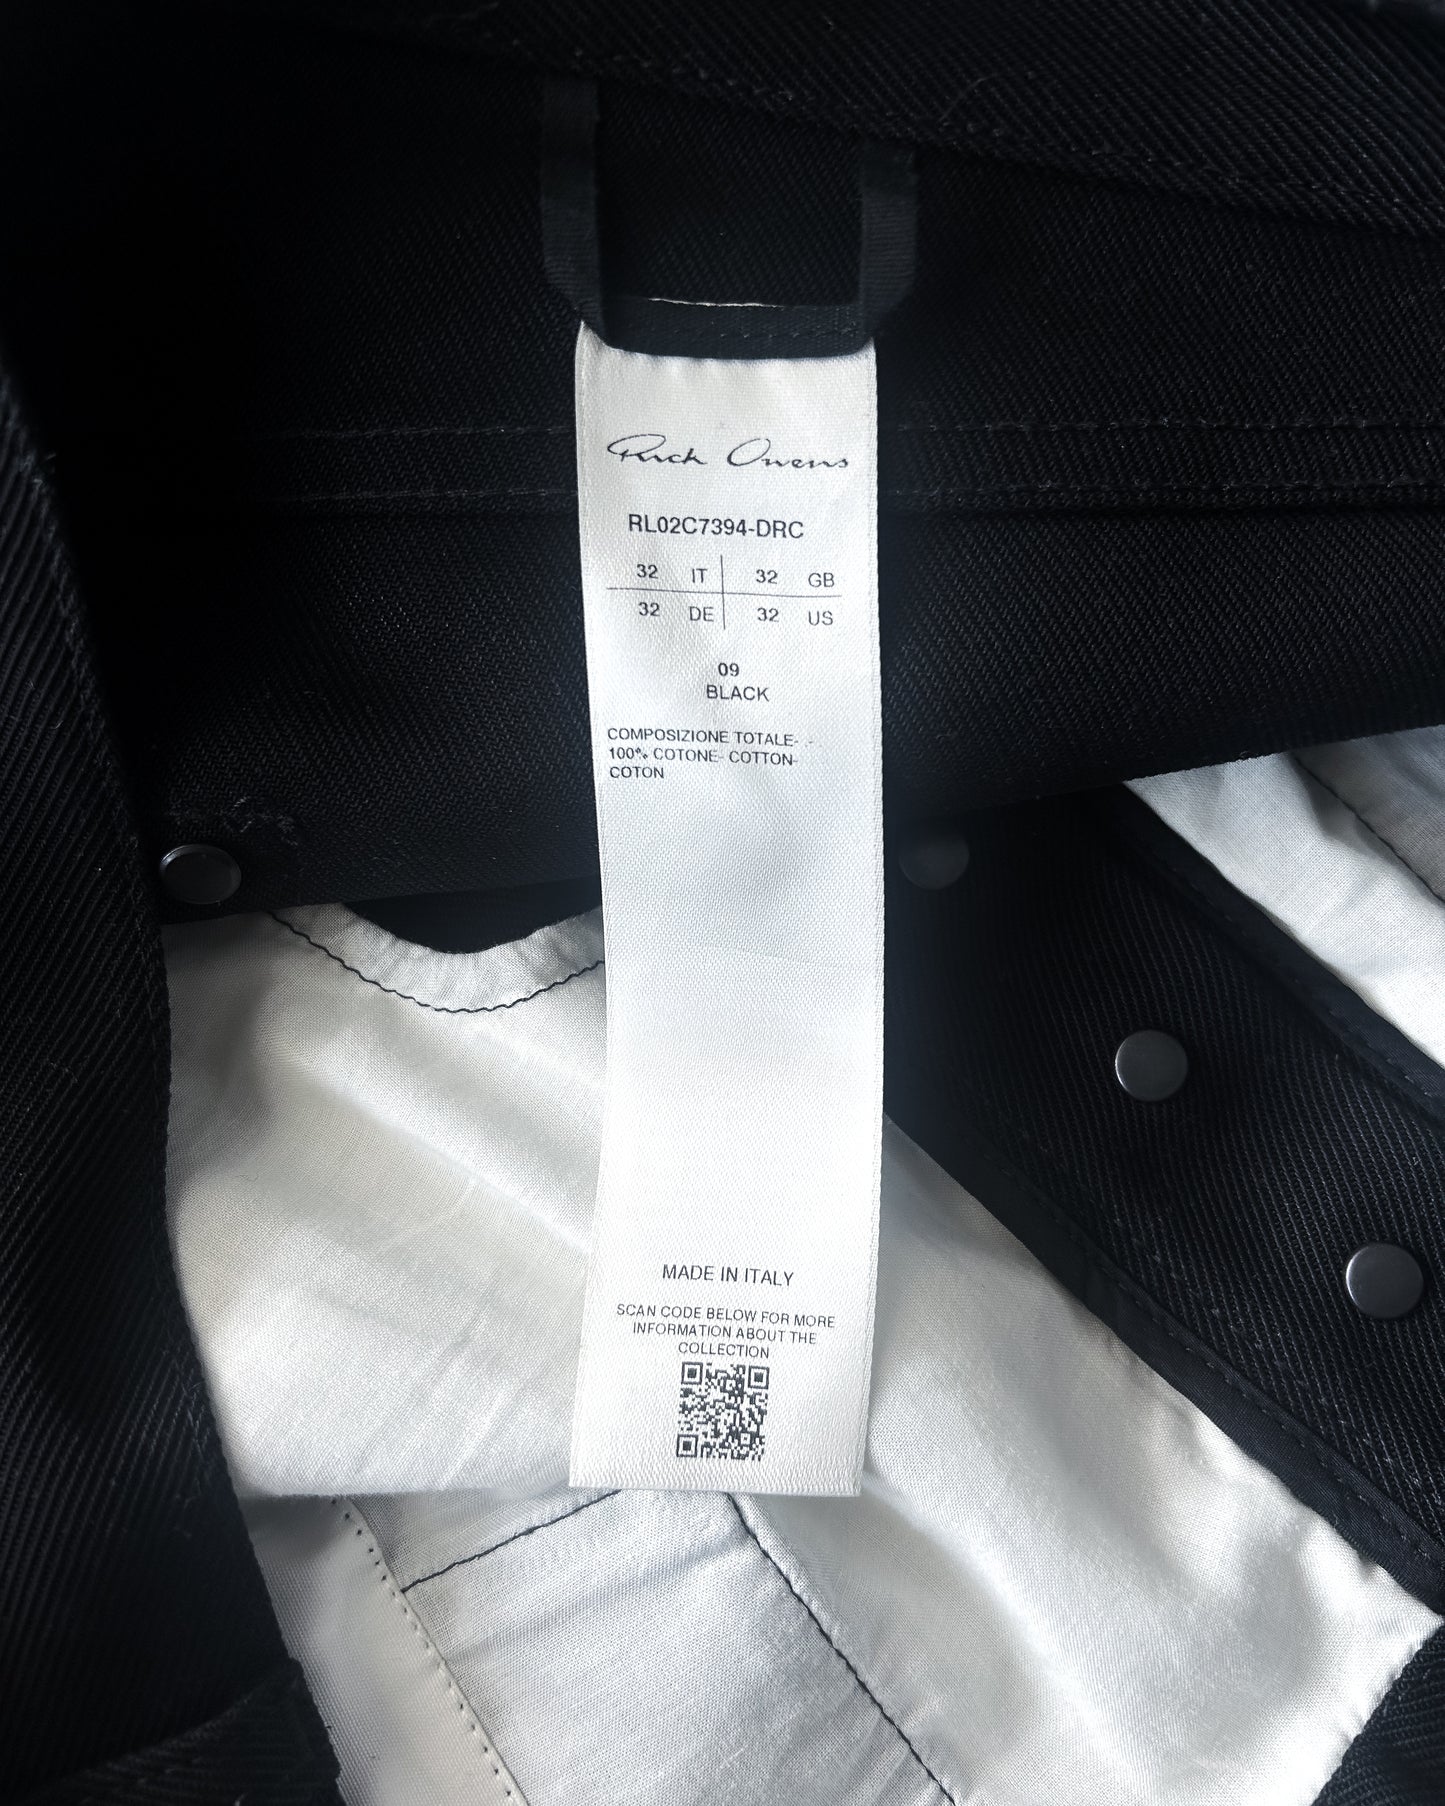 Rick Owens
RL02C7394-DRC
32 IT 32 GB
32 DE 32 US
09
BLACK
COMPOSIZIONE TOTALE- -
100% COTONE- COTTON-
COTON
MADE IN ITALY
SCAN CODE BELOW FOR MORE
INFORMATION ABOUT THE
COLLECTION